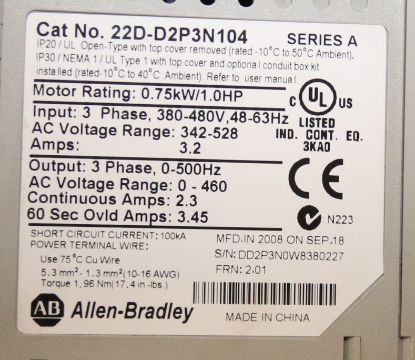 Cat No. 22D-D2P3N104 SERIES A
IP20 / UL Open-Type with top cover removed (rated -10°C to 50°C Ambient).
IP30 / NEMA 1 / UL Type 1 with top cover and optional conduit box kit
installed (rated -10°C to 40°C Ambient). Refer to user manual
Motor Rating: 0.75kW/1.0HP
C UL US
LISTED
IND. CONT. EQ.
3KA0
Input: 3 Phase, 380-480V, 48-63Hz
AC Voltage Range: 342-528
Amps: 3.2
Output: 3 Phase, 0-500Hz
AC Voltage Range: 0 - 460
Continuous Amps: 2.3
60 Sec Ovld Amps: 3.45
CE
N223
SHORT CIRCUIT CURRENT: 100kA
POWER TERMINAL WIRE:
Use 75°C Cu Wire
5.3 mm²- 1.3 mm²(10-16 AWG)
Torque 1,96 Nm(17,4 in.-lbs.)
MFD. IN 2008 ON SEP. 18
S/N: DD2P3N0W8380227
FRN: 2.01
AB Allen-Bradley
MADE IN CHINA